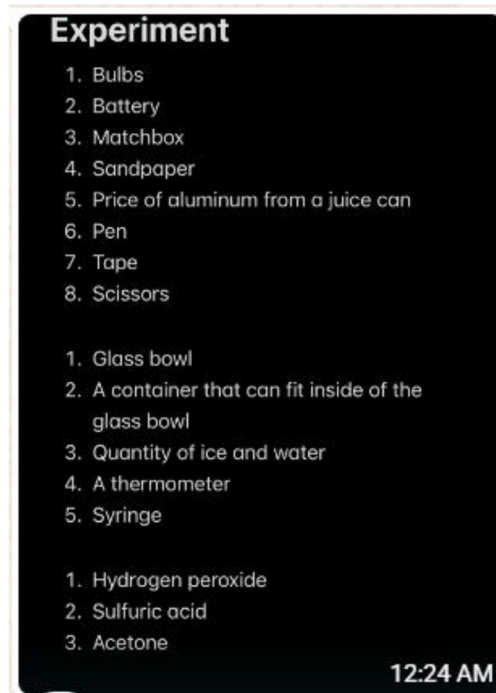 Experiment
1. Bulbs
2. Battery
3. Matchbox
4. Sandpaper
5. Price of aluminum from a juice can
6. Pen
7. Tape
8. Scissors
1. Glass bowl
2. A container that can fit inside of the
glass bowl
3. Quantity of ice and water
4. A thermometer
5. Syringe
1. Hydrogen peroxide
2. Sulfuric acid
3. Acetone
12:24 AM